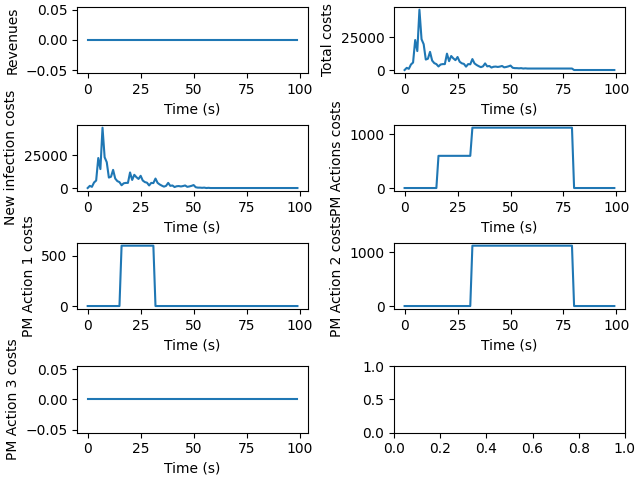 Revenues
0.05
0.00
−0.05
0 25 50 75 100
Time (s)
Total costs
25000
0
0 25 50 75 100
Time (s)
New infection costs
25000
0
0 25 50 75 100
Time (s)
PM Actions costs
1000
0
0 25 50 75 100
Time (s)
PM Action 1 costs
500
0
0 25 50 75 100
Time (s)
PM Action 2 costs
1000
0
0 25 50 75 100
Time (s)
PM Action 3 costs
0.05
0.00
−0.05
0 25 50 75 100
Time (s)
1.0
0.5
0.0
0.0 0.2 0.4 0.6 0.8 1.0